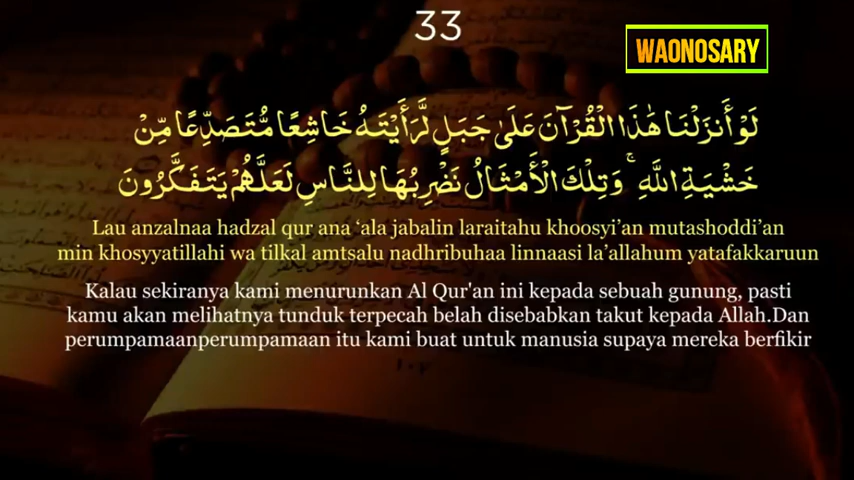 33
WAONOSARY
لَوْ أَنزَلْنَا هَٰذَا الْقُرْآنَ عَلَىٰ جَبَلٍ لَّرَأَيْتَهُ خَاشِعًا مُّتَصَدِّعًا مِّنْ
خَشْيَةِ اللَّهِ ۚ وَتِلْكَ الْأَمْثَالُ نَضْرِبُهَا لِلنَّاسِ لَعَلَّهُمْ يَتَفَكَّرُونَ
Lau anzalnaa hadzal qur ana ‘ala jabalin laraitahu khoosyi’an mutashoddi’an
min khosyyatillahi wa tilkal amtsalu nadhribuhaa linnaasi la’allahum yatafakkaruun
Kalau sekiranya kami menurunkan Al Qur'an ini kepada sebuah gunung, pasti
kamu akan melihatnya tunduk terpecah belah disebabkan takut kepada Allah.Dan
perumpamaanperumpamaan itu kami buat untuk manusia supaya mereka berfikir